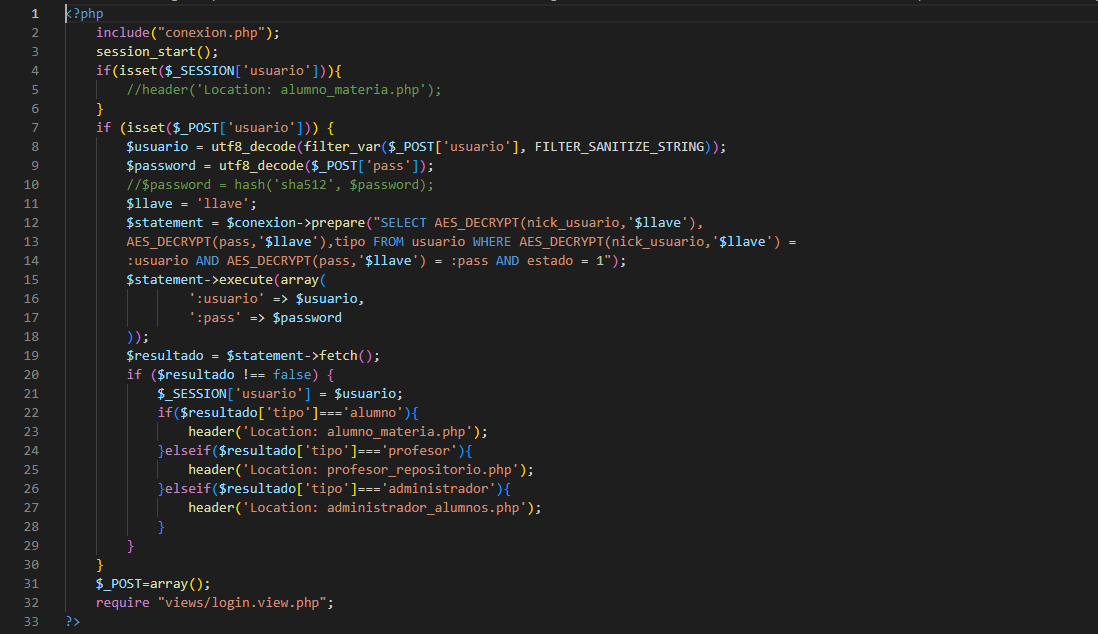 1 <?php
2 include("conexion.php");
3 session_start();
4 if(isset($_SESSION['usuario'])){
5 //header('Location: alumno_materia.php');
6 }
7 if (isset($_POST['usuario'])) {
8 $usuario = utf8_decode(filter_var($_POST['usuario'], FILTER_SANITIZE_STRING));
9 $password = utf8_decode($_POST['pass']);
10 //$password = hash('sha512', $password);
11 $llave = 'llave';
12 $statement = $conexion->prepare("SELECT AES_DECRYPT(nick_usuario,'$llave'),
13 AES_DECRYPT(pass,'$llave'),tipo FROM usuario WHERE AES_DECRYPT(nick_usuario,'$llave') =
14 :usuario AND AES_DECRYPT(pass,'$llave') = :pass AND estado = 1");
15 $statement->execute(array(
16 ':usuario' => $usuario,
17 ':pass' => $password
18 ));
19 $resultado = $statement->fetch();
20 if ($resultado !== false) {
21 $_SESSION['usuario'] = $usuario;
22 if($resultado['tipo']==='alumno'){
23 header('Location: alumno_materia.php');
24 }elseif($resultado['tipo']==='profesor'){
25 header('Location: profesor_repositorio.php');
26 }elseif($resultado['tipo']==='administrador'){
27 header('Location: administrador_alumnos.php');
28 }
29 }
30 }
31 $_POST=array();
32 require "views/login.view.php";
33 ?>